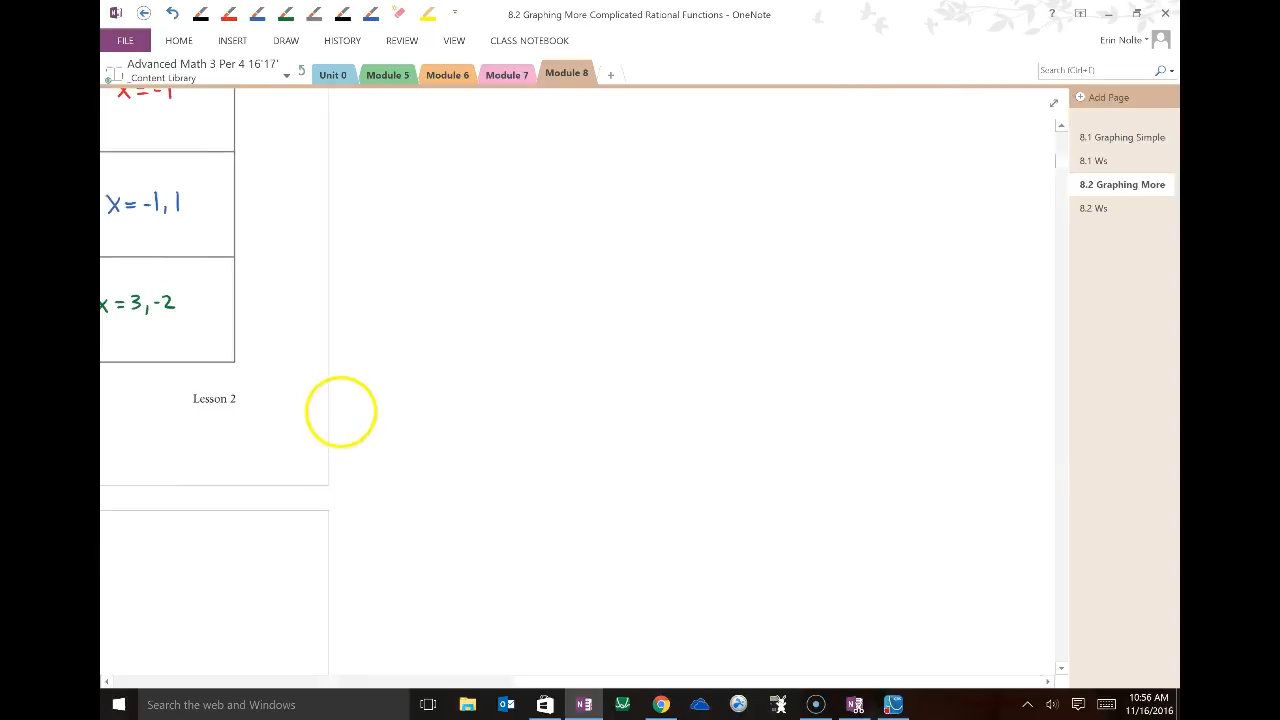 8.2 Graphing More Complicated Rational Functions - OneNote
?
FILE HOME INSERT DRAW HISTORY REVIEW VIEW CLASS NOTEBOOK
Erin Nolte
Advanced Math 3 Per 4 16'17'
_Content Library
Unit 0 Module 5 Module 6 Module 7 Module 8 +
Search (Ctrl+E)
Add Page
8.1 Graphing Simple
8.1 Ws
8.2 Graphing More
8.2 Ws
x = -1
x = -1, 1
x = 3, -2
Lesson 2
Search the web and Windows
10:56 AM
11/16/2016